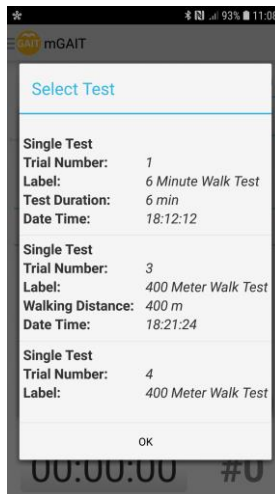 93% 11:08
GAIT mGAIT
Select Test
Single Test
Trial Number: 1
Label: 6 Minute Walk Test
Test Duration: 6 min
Date Time: 18:12:12
Single Test
Trial Number: 3
Label: 400 Meter Walk Test
Walking Distance: 400 m
Date Time: 18:21:24
Single Test
Trial Number: 4
Label: 400 Meter Walk Test
OK
00:00:00 #0